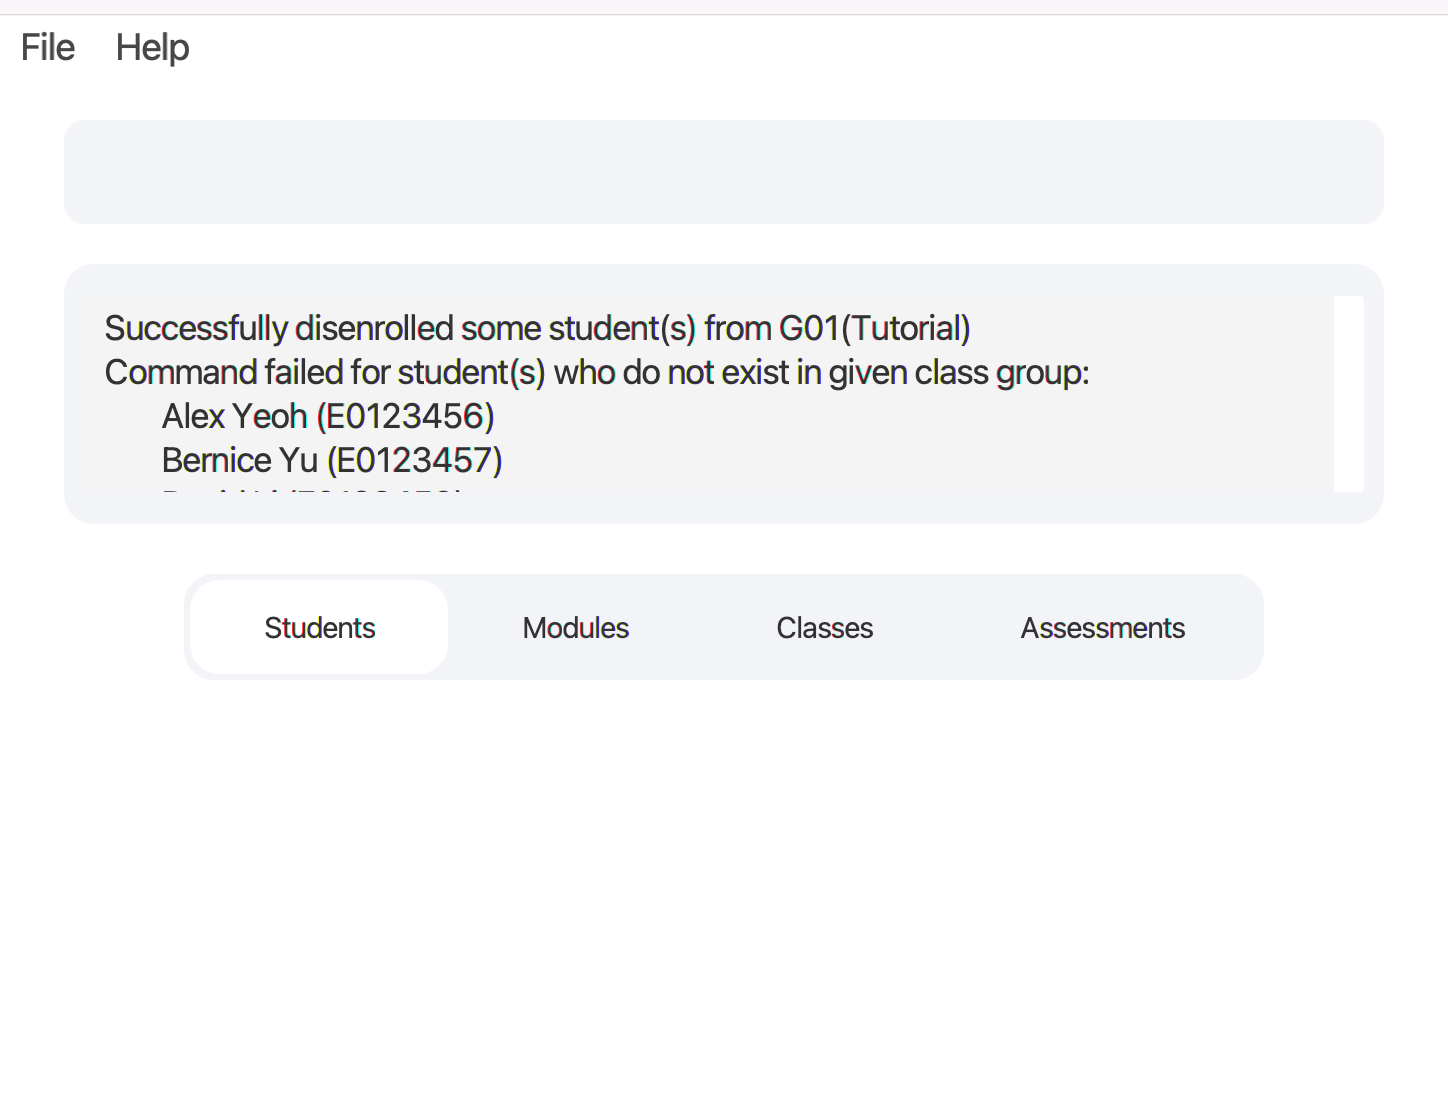 File Help
Successfully disenrolled some student(s) from G01(Tutorial)
Command failed for student(s) who do not exist in given class group:
Alex Yeoh (E0123456)
Bernice Yu (E0123457)
Students Modules Classes Assessments